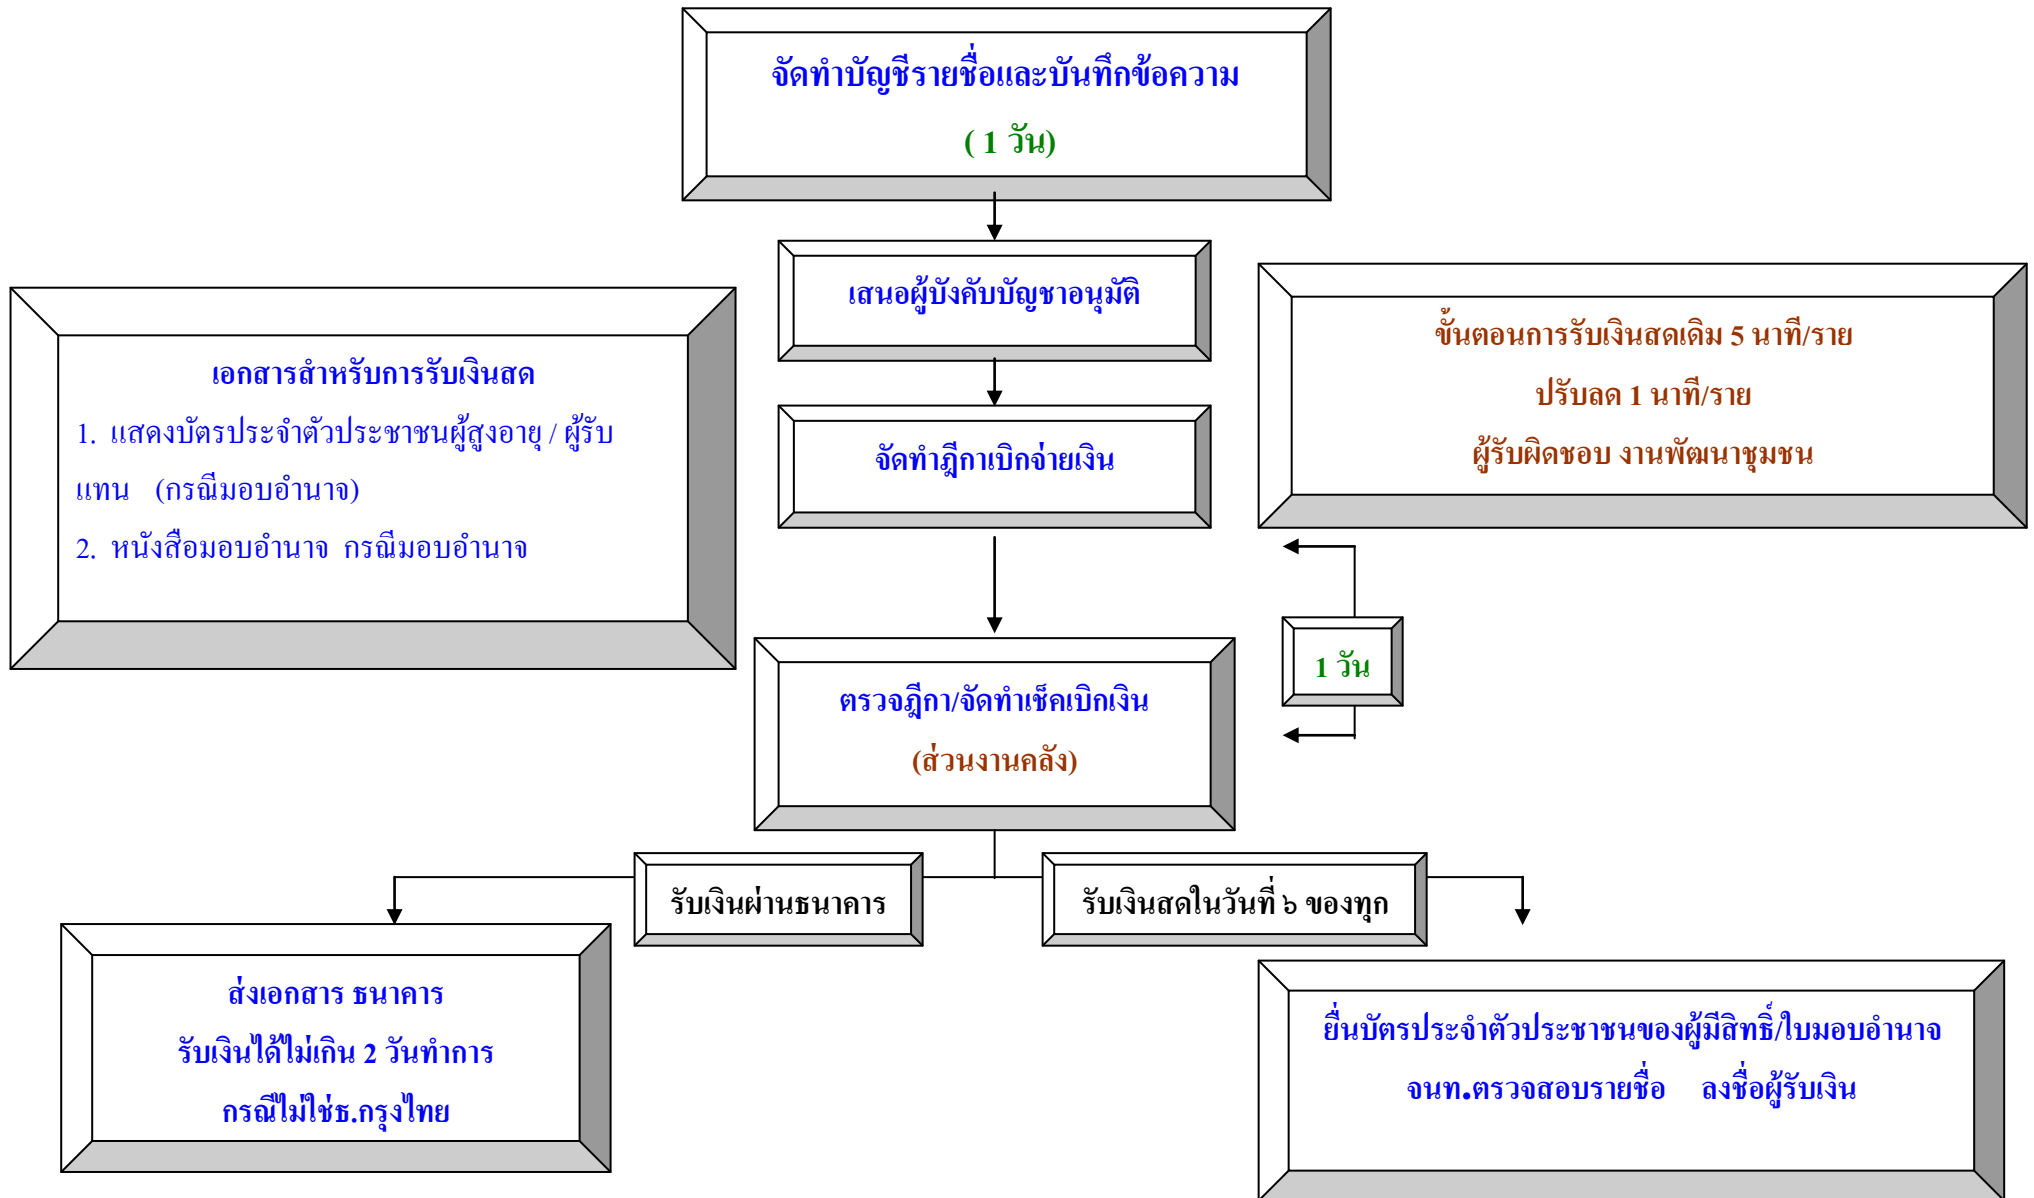 จัดทำบัญชีรายชื่อและบันทึกข้อความ
( 1 วัน)
เสนอผู้บังคับบัญชาอนุมัติ
เอกสารสำหรับการรับเงินสด
1. แสดงบัตรประจำตัวประชาชนผู้สูงอายุ / ผู้รับ
แทน (กรณีมอบอำนาจ)
2. หนังสือมอบอำนาจ กรณีมอบอำนาจ
ขั้นตอนการรับเงินสดเดิม 5 นาที/ราย
ปรับลด 1 นาที/ราย
ผู้รับผิดชอบ งานพัฒนาชุมชน
จัดทำฎีกาเบิกจ่ายเงิน
1 วัน
ตรวจฎีกา/จัดทำเช็คเบิกเงิน
(ส่วนงานคลัง)
รับเงินผ่านธนาคาร
รับเงินสดในวันที่ ๖ ของทุก
ส่งเอกสาร ธนาคาร
รับเงินได้ไม่เกิน 2 วันทำการ
กรณีไม่ใช่ธ.กรุงไทย
ยื่นบัตรประจำตัวประชาชนของผู้มีสิทธิ์/ใบมอบอำนาจ
จนท.ตรวจสอบรายชื่อ ลงชื่อผู้รับเงิน